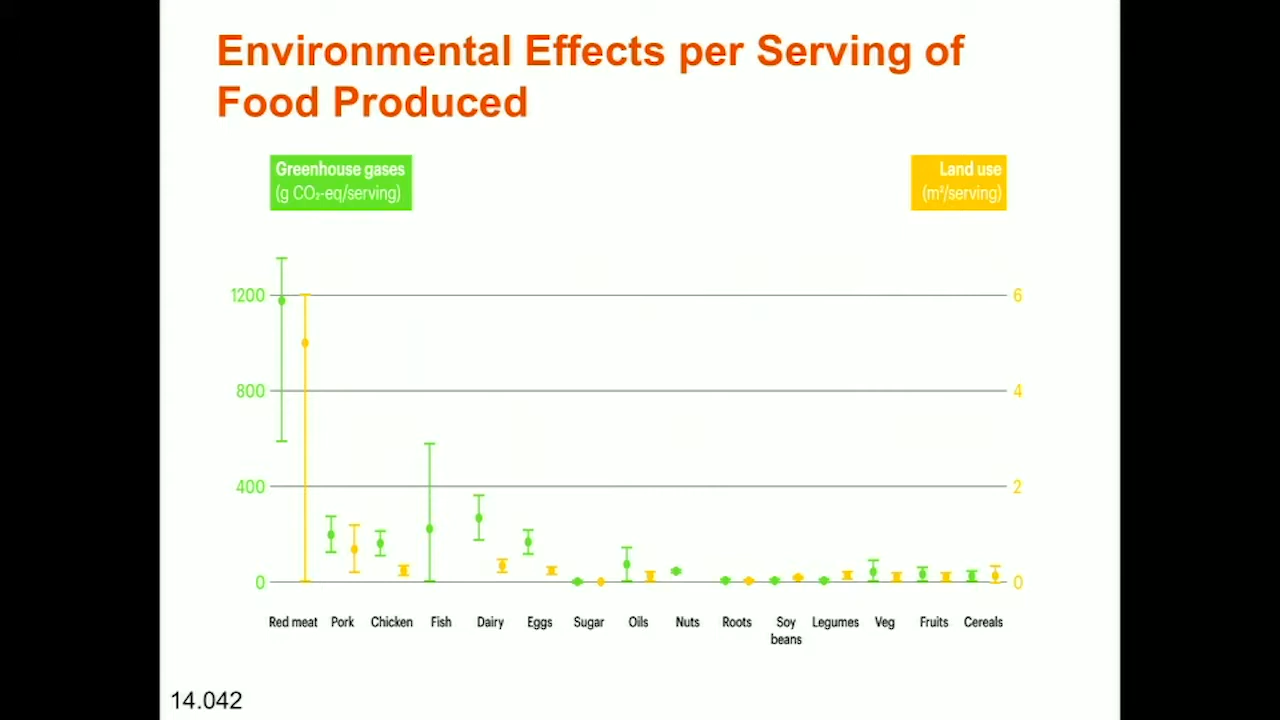 Environmental Effects per Serving of
Food Produced
Greenhouse gases
(g CO₂-eq/serving)
Land use
(m²/serving)
1200
6
800
4
400
2
0
0
Red meat
Pork
Chicken
Fish
Dairy
Eggs
Sugar
Oils
Nuts
Roots
Soy
beans
Legumes
Veg
Fruits
Cereals
14.042